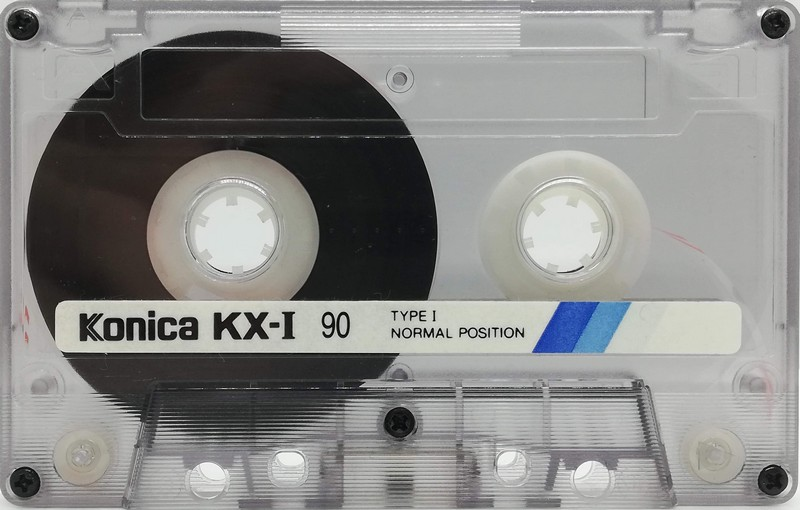 Konica KX-I 90
TYPE I
NORMAL POSITION